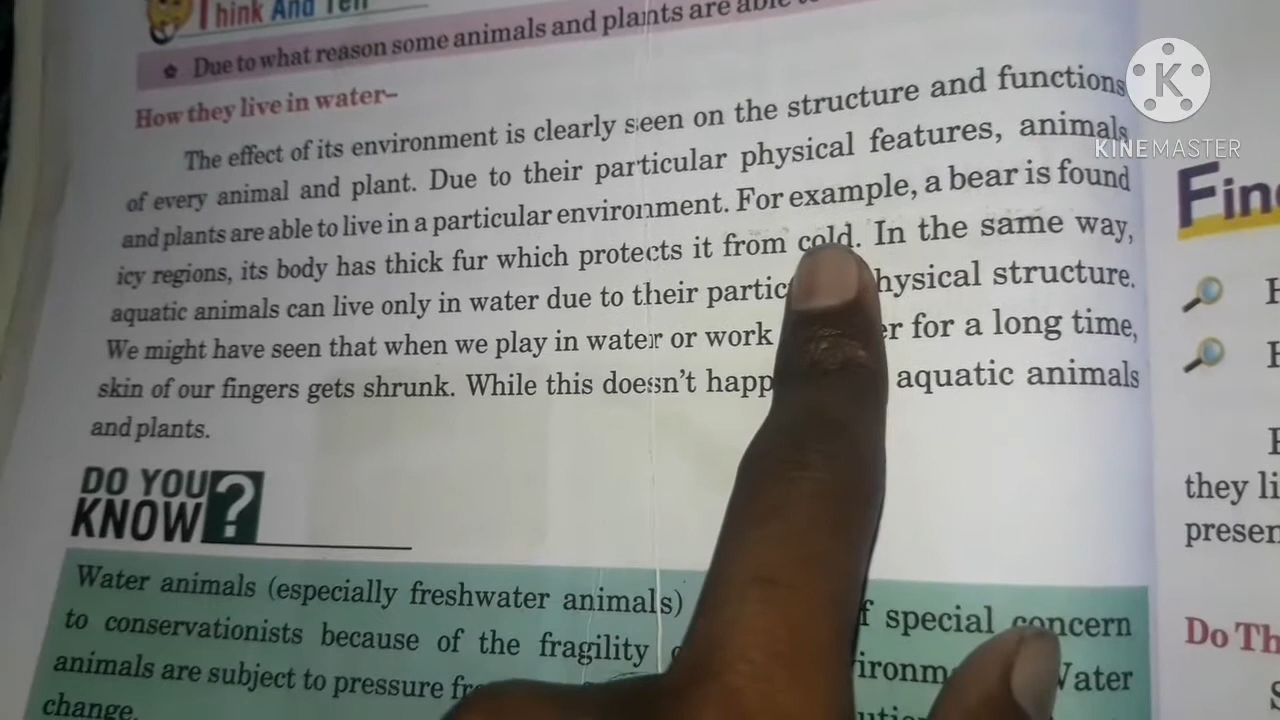 Think And Tell
Due to what reason some animals and plants are able
How they live in water–
The effect of its environment is clearly seen on the structure and functions
of every animal and plant. Due to their particular physical features, animals
and plants are able to live in a particular environment. For example, a bear is found
icy regions, its body has thick fur which protects it from cold. In the same way,
aquatic animals can live only in water due to their partic hysical structure.
We might have seen that when we play in water or work er for a long time,
skin of our fingers gets shrunk. While this doesn't happ aquatic animals
and plants.
DO YOU
KNOW ?
Water animals (especially freshwater animals) f special concern
to conservationists because of the fragility ironm
animals are subject to pressure Water
change.
KINEMASTER
Fin
they li
presen
Do Th